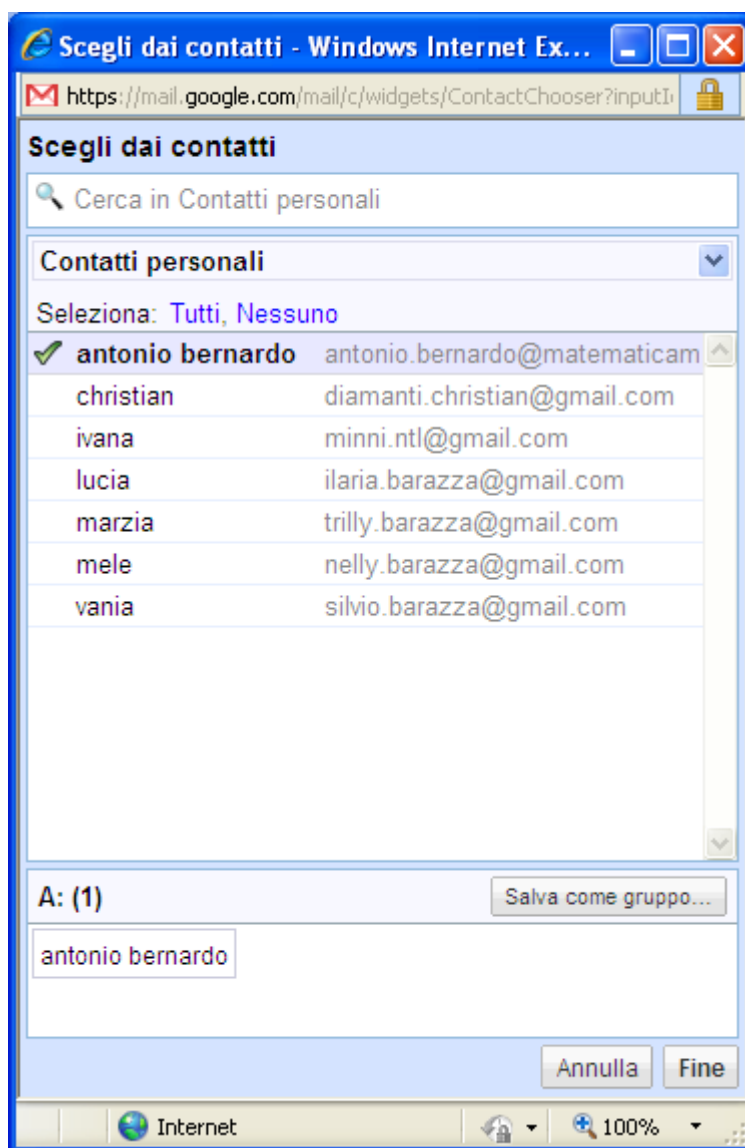 Scegli dai contatti - Windows Internet Ex...
https://mail.google.com/mail/c/widgets/ContactChooser?inputI
Scegli dai contatti
Cerca in Contatti personali
Contatti personali
Seleziona: Tutti, Nessuno
antonio bernardo antonio.bernardo@matematicam
christian diamanti.christian@gmail.com
ivana minni.ntl@gmail.com
lucia ilaria.barazza@gmail.com
marzia trilly.barazza@gmail.com
mele nelly.barazza@gmail.com
vania silvio.barazza@gmail.com
A: (1) Salva come gruppo...
antonio bernardo
Annulla Fine
Internet 100%